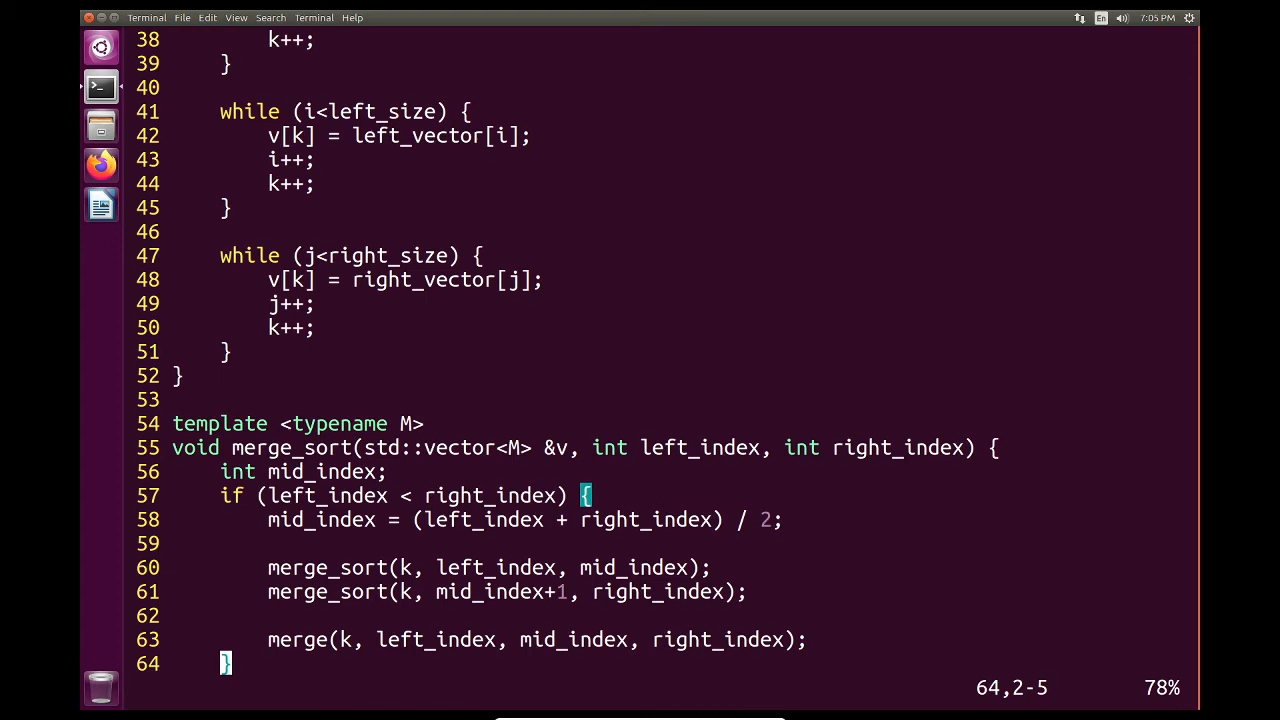 Terminal File Edit View Search Terminal Help En 7:05 PM
38         k++;
39     }
40
41     while (i<left_size) {
42         v[k] = left_vector[i];
43         i++;
44         k++;
45     }
46
47     while (j<right_size) {
48         v[k] = right_vector[j];
49         j++;
50         k++;
51     }
52 }
53
54 template <typename M>
55 void merge_sort(std::vector<M> &v, int left_index, int right_index) {
56     int mid_index;
57     if (left_index < right_index) {
58         mid_index = (left_index + right_index) / 2;
59
60         merge_sort(k, left_index, mid_index);
61         merge_sort(k, mid_index+1, right_index);
62
63         merge(k, left_index, mid_index, right_index);
64     }
64,2-5 78%